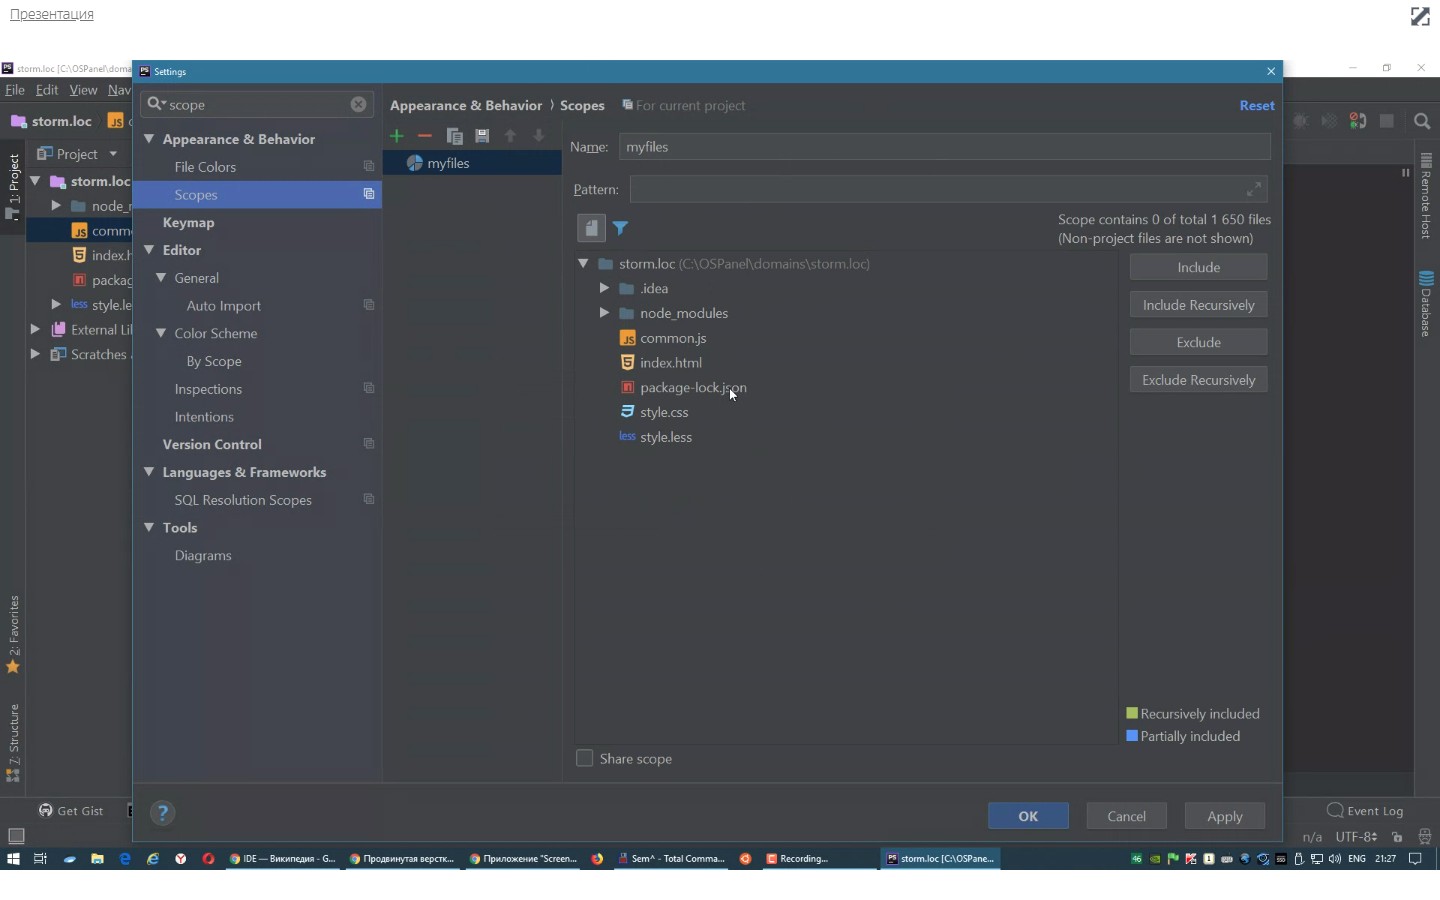 Презентация
storm.loc [C:\OSPanel\doma
Settings
File Edit View Nav
scope
Appearance & Behavior ⟩ Scopes For current project Reset
storm.loc
Appearance & Behavior
Name: myfiles
1: Project
Project
File Colors
myfiles
storm.loc
Scopes
Pattern:
node_r
Keymap
Scope contains 0 of total 1 650 files
(Non-project files are not shown)
comm
Editor
index.h
General
storm.loc (C:\OSPanel\domains\storm.loc)
Include
packag
Auto Import
.idea
Include Recursively
style.le
Color Scheme
node_modules
External Lil
By Scope
common.js
Exclude
Scratches
Inspections
index.html
Exclude Recursively
Intentions
package-lock.json
Version Control
style.css
Languages & Frameworks
style.less
SQL Resolution Scopes
Tools
Diagrams
Remote Host
Database
2: Favorites
7: Structure
Recursively included
Partially included
Share scope
Get Gist
OK Cancel Apply
Event Log
n/a UTF-8
IDE — Википедия - G...
Продвинутая верстк...
Приложение "Screen...
Sem^ - Total Comma...
Recording...
storm.loc [C:\OSPane...
46
ENG 21:27